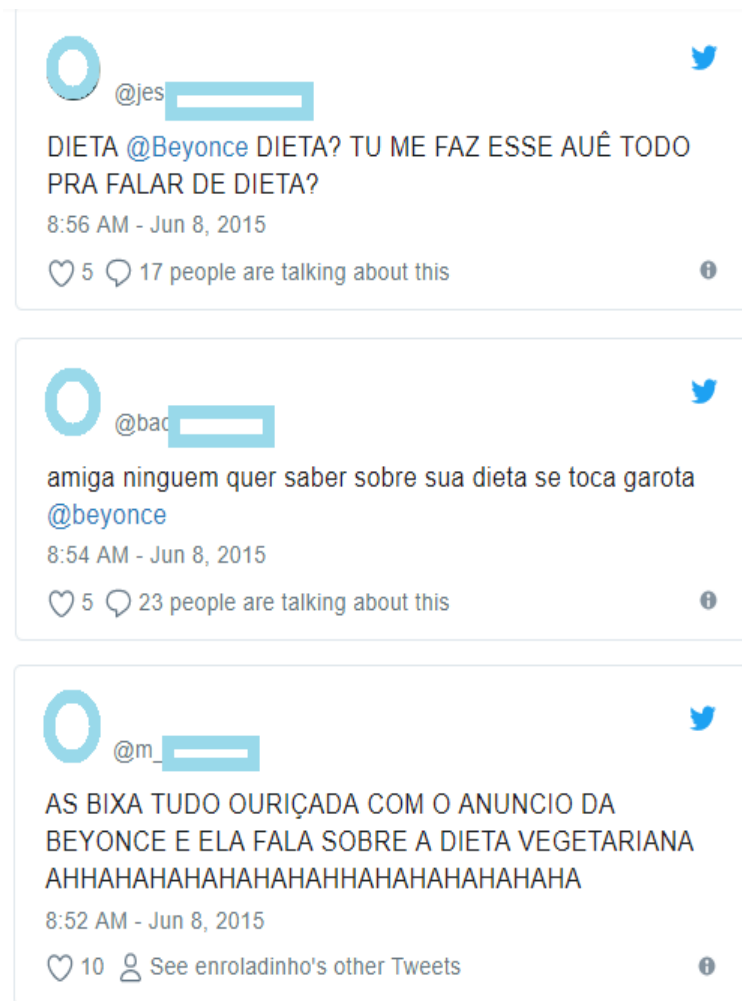 @jes
DIETA @Beyonce DIETA? TU ME FAZ ESSE AUÊ TODO
PRA FALAR DE DIETA?
8:56 AM - Jun 8, 2015
5 17 people are talking about this
@bad
amiga ninguem quer saber sobre sua dieta se toca garota
@beyonce
8:54 AM - Jun 8, 2015
5 23 people are talking about this
@m_
AS BIXA TUDO OURIÇADA COM O ANUNCIO DA
BEYONCE E ELA FALA SOBRE A DIETA VEGETARIANA
AHHAHAHAHAHAHAHAHHAHAHAHAHAHAHA
8:52 AM - Jun 8, 2015
10 See enroladinho's other Tweets